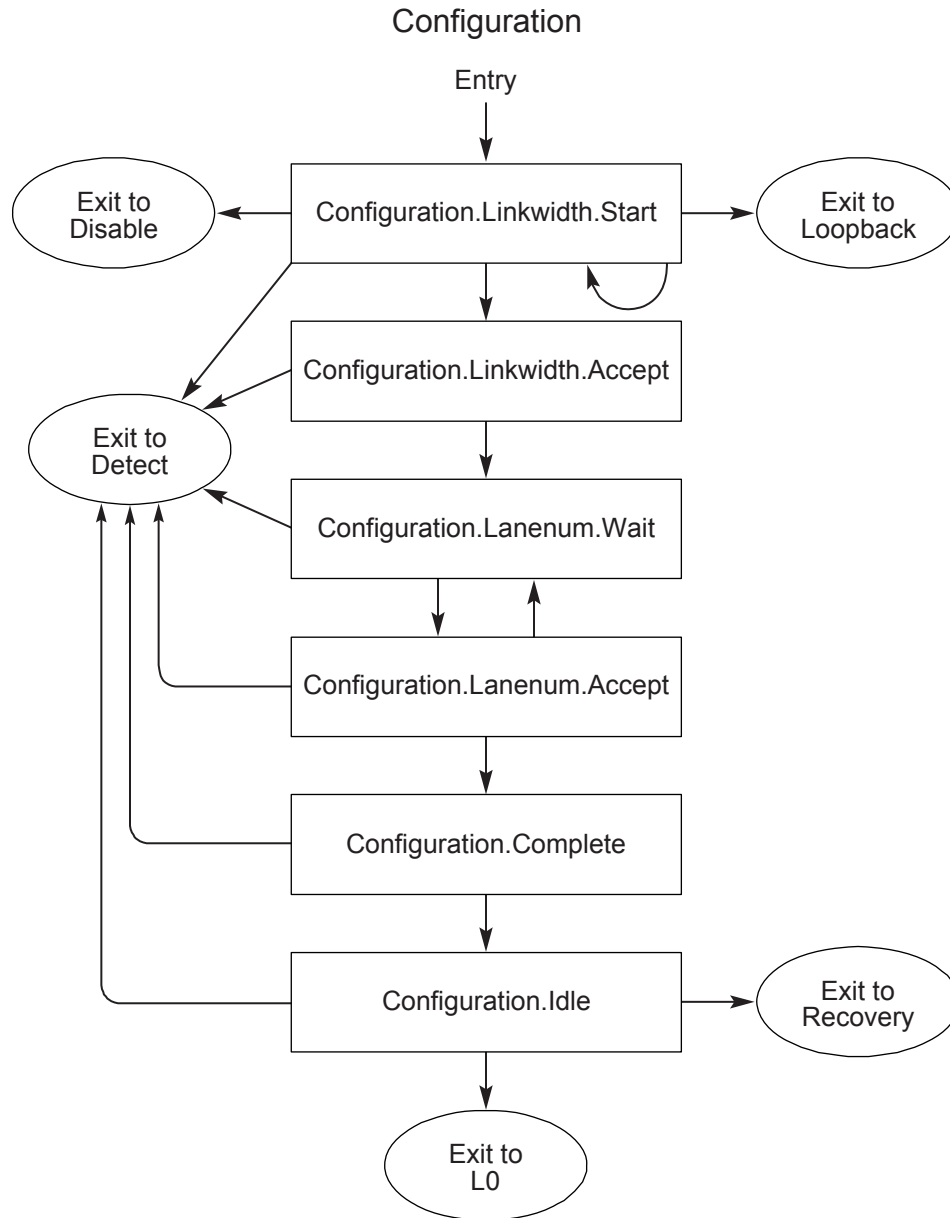 Configuration
Entry
Exit to
Disable
Configuration.Linkwidth.Start
Exit to
Loopback
Configuration.Linkwidth.Accept
Exit to
Detect
Configuration.Lanenum.Wait
Configuration.Lanenum.Accept
Configuration.Complete
Configuration.Idle
Exit to
Recovery
Exit to
L0